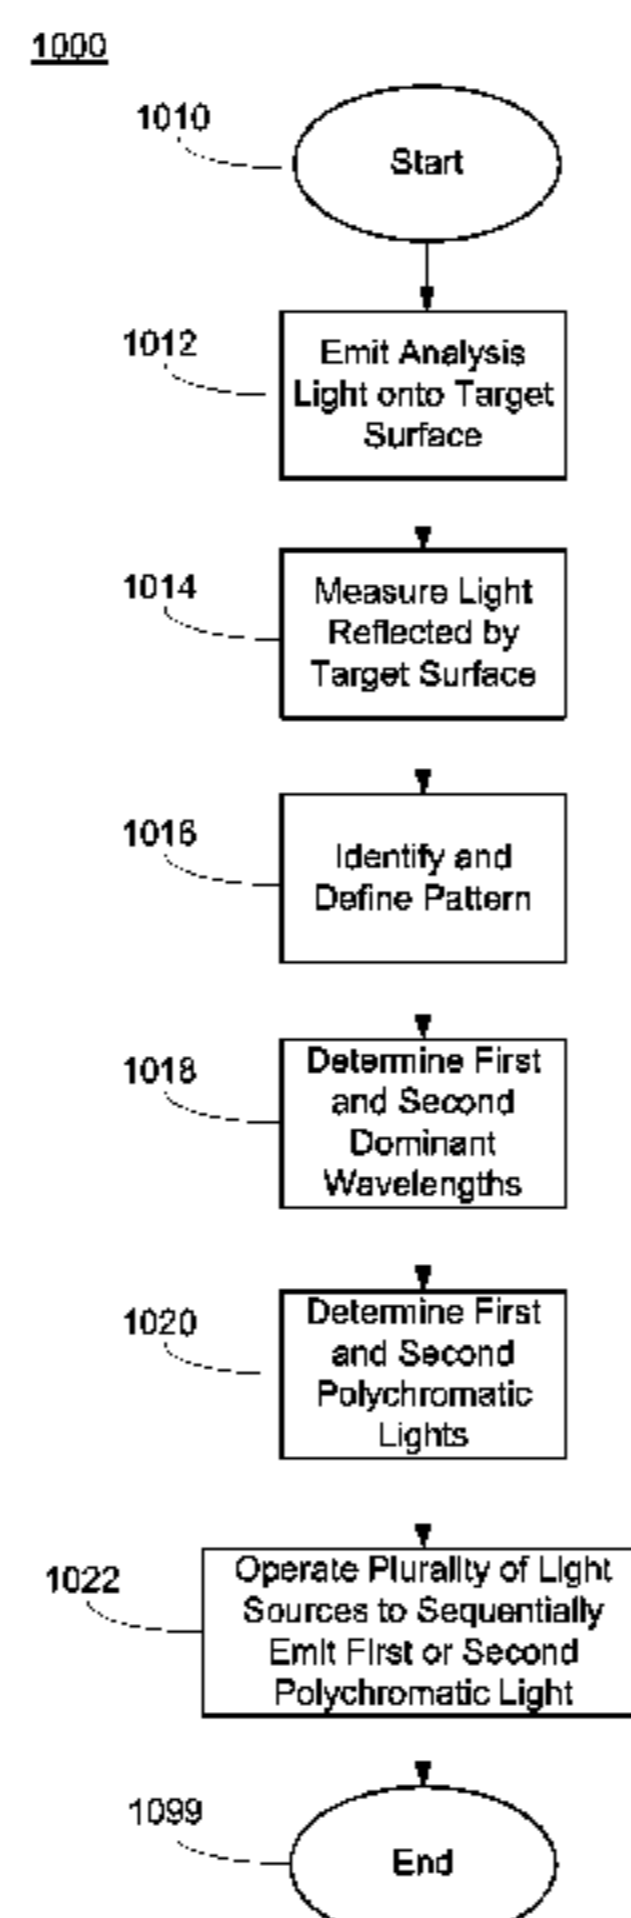 1000
1010
Start
1012
Emit Analysis
Light onto Target
Surface
1014
Measure Light
Reflected by
Target Surface
1016
Identify and
Define Pattern
1018
Determine First
and Second
Dominant
Wavelengths
1020
Determine First
and Second
Polychromatic
Lights
1022
Operate Plurality of Light
Sources to Sequentially
Emit First or Second
Polychromatic Light
1099
End